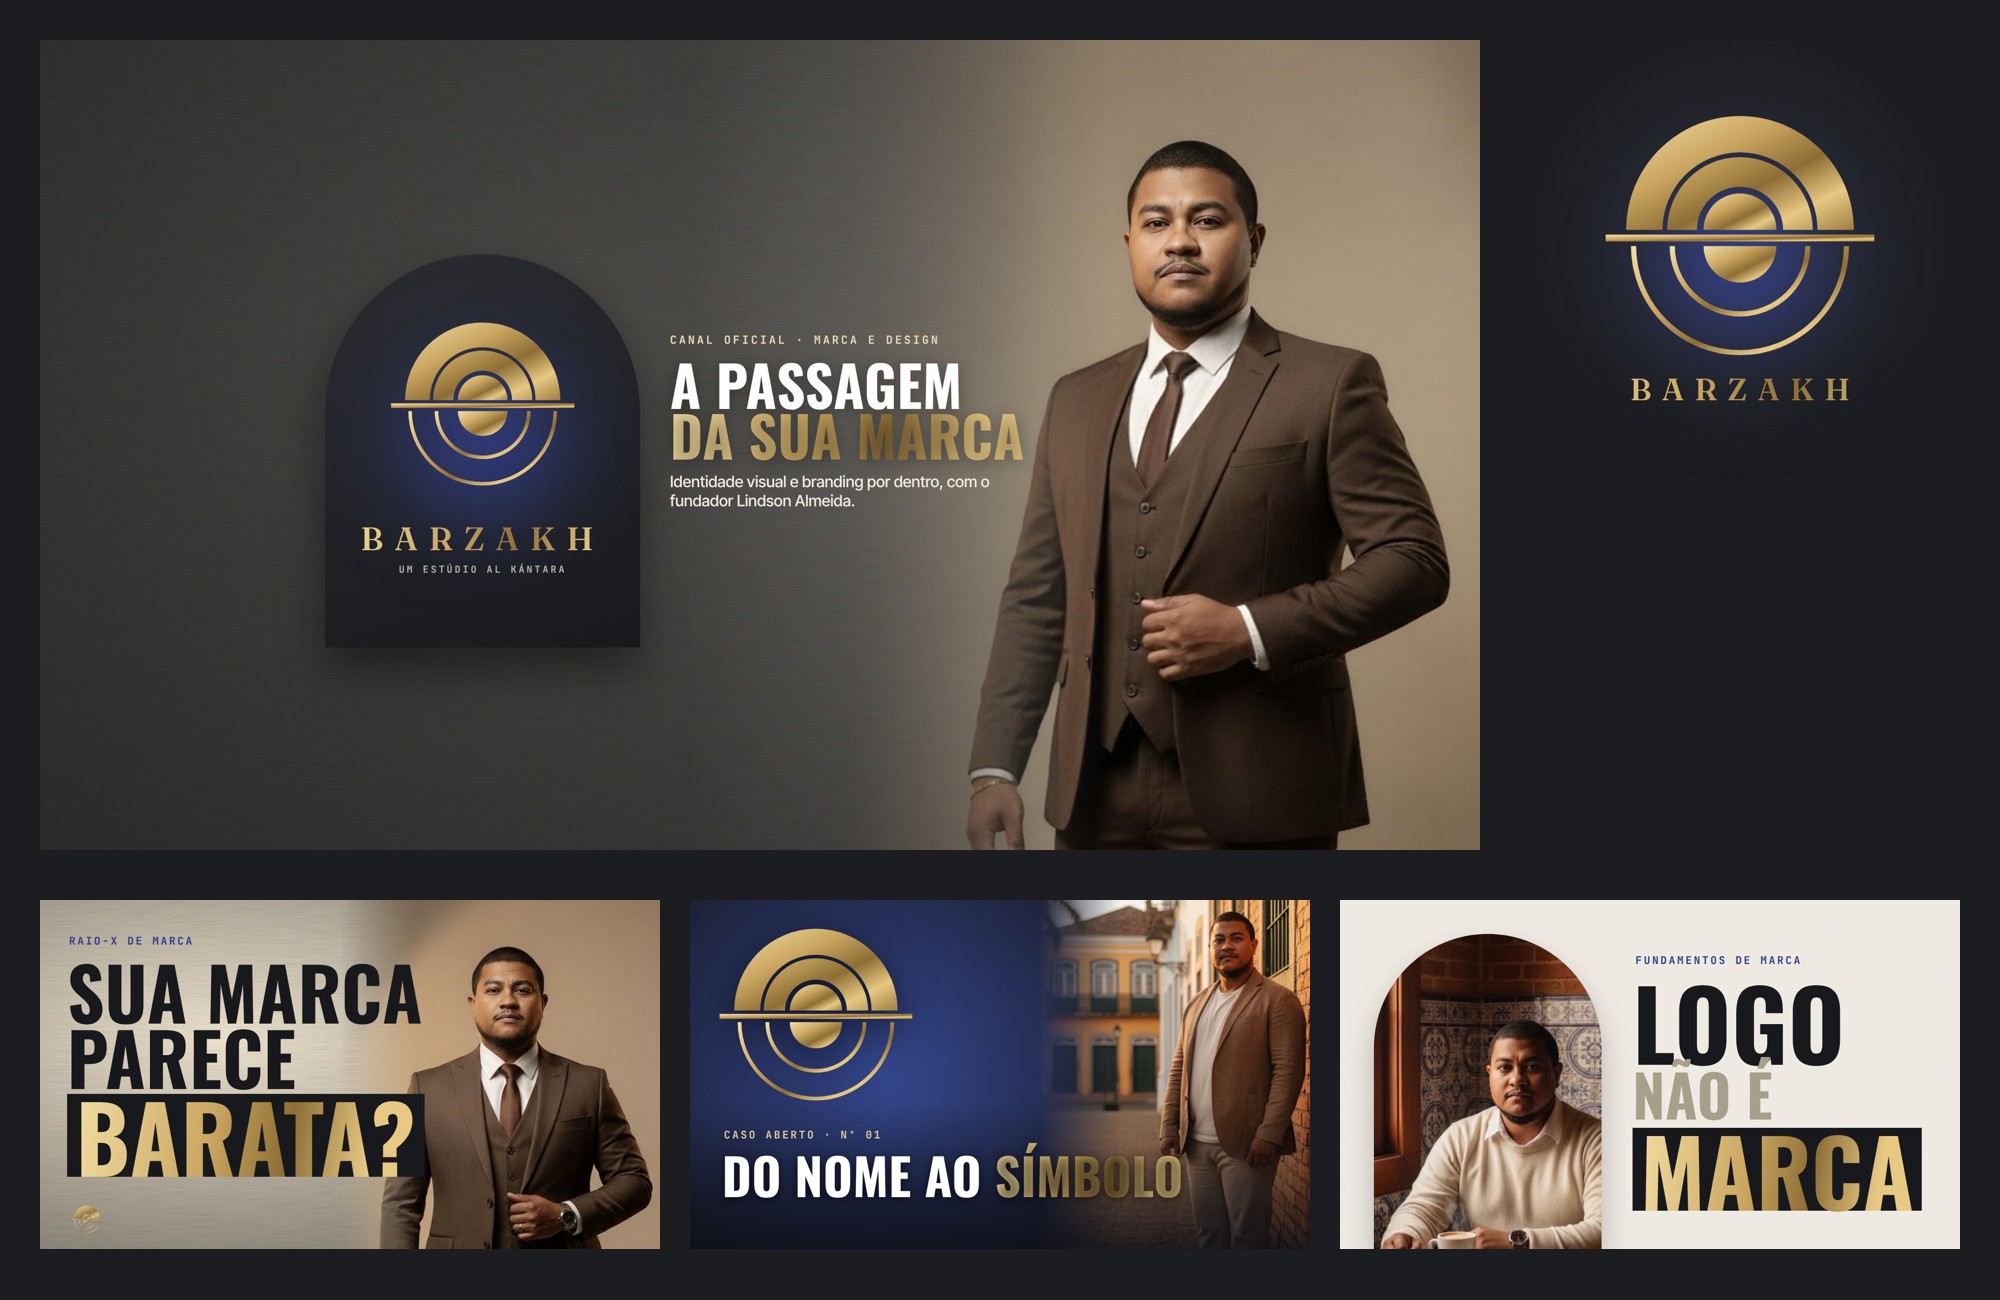 CANAL OFICIAL · MARCA E DESIGN
A PASSAGEM
DA SUA MARCA
Identidade visual e branding por dentro, com o
fundador Lindson Almeida.
BARZAKH
UM ESTÚDIO AL KÁNTARA
BARZAKH
RAIO-X DE MARCA
SUA MARCA
PARECE
BARATA?
CASO ABERTO · N° 01
DO NOME AO SÍMBOLO
FUNDAMENTOS DE MARCA
LOGO
NÃO É
MARCA